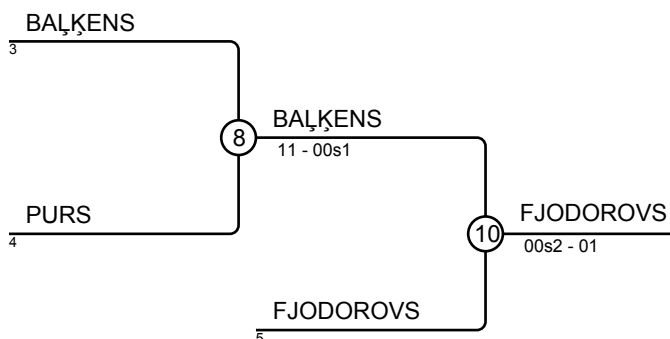 BAĻĶENS
3
8
BAĻĶENS
11 - 00s1
PURS
4
10
FJODOROVS
00s2 - 01
FJODOROVS
5